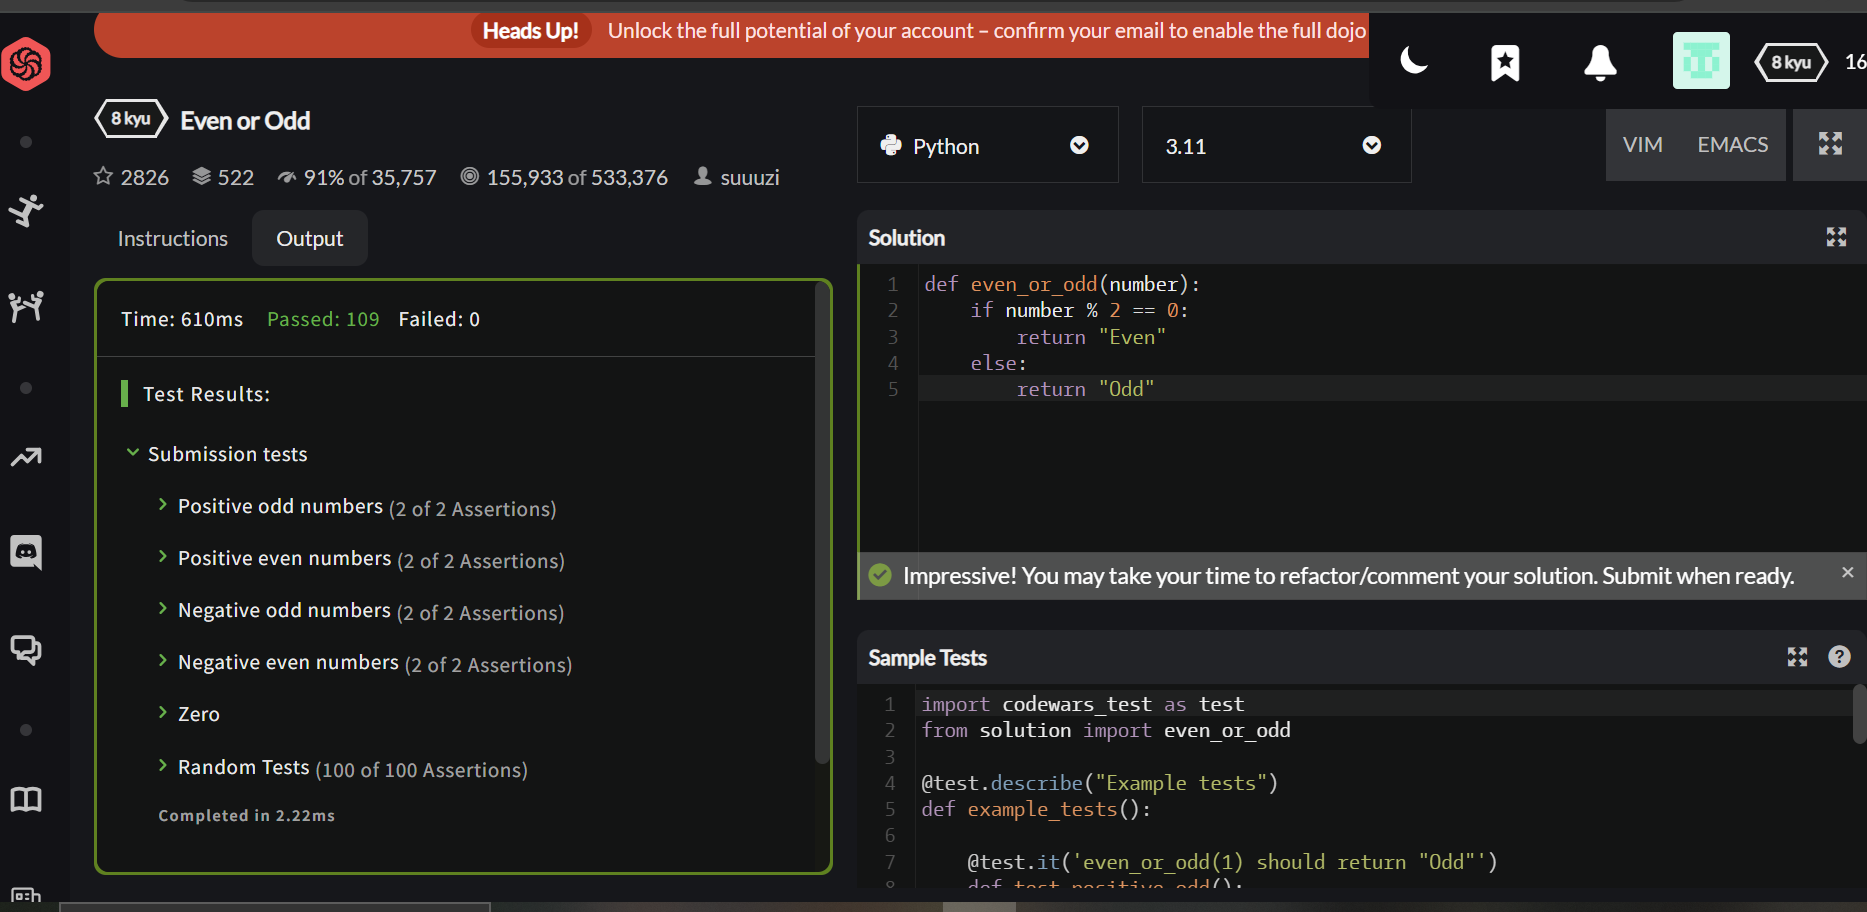 Heads Up! Unlock the full potential of your account – confirm your email to enable the full dojo
8 kyu
16
8 kyu Even or Odd
2826 522 91% of 35,757 155,933 of 533,376 suuuzi
Python
3.11
VIM EMACS
Instructions Output
Time: 610ms Passed: 109 Failed: 0
Test Results:
Submission tests
Positive odd numbers (2 of 2 Assertions)
Positive even numbers (2 of 2 Assertions)
Negative odd numbers (2 of 2 Assertions)
Negative even numbers (2 of 2 Assertions)
Zero
Random Tests (100 of 100 Assertions)
Completed in 2.22ms
Solution
1 def even_or_odd(number):
2     if number % 2 == 0:
3         return "Even"
4     else:
5         return "Odd"
Impressive! You may take your time to refactor/comment your solution. Submit when ready.
Sample Tests
1 import codewars_test as test
2 from solution import even_or_odd
3
4 @test.describe("Example tests")
5 def example_tests():
6
7     @test.it('even_or_odd(1) should return "Odd"')
8     def test_positive_odd():